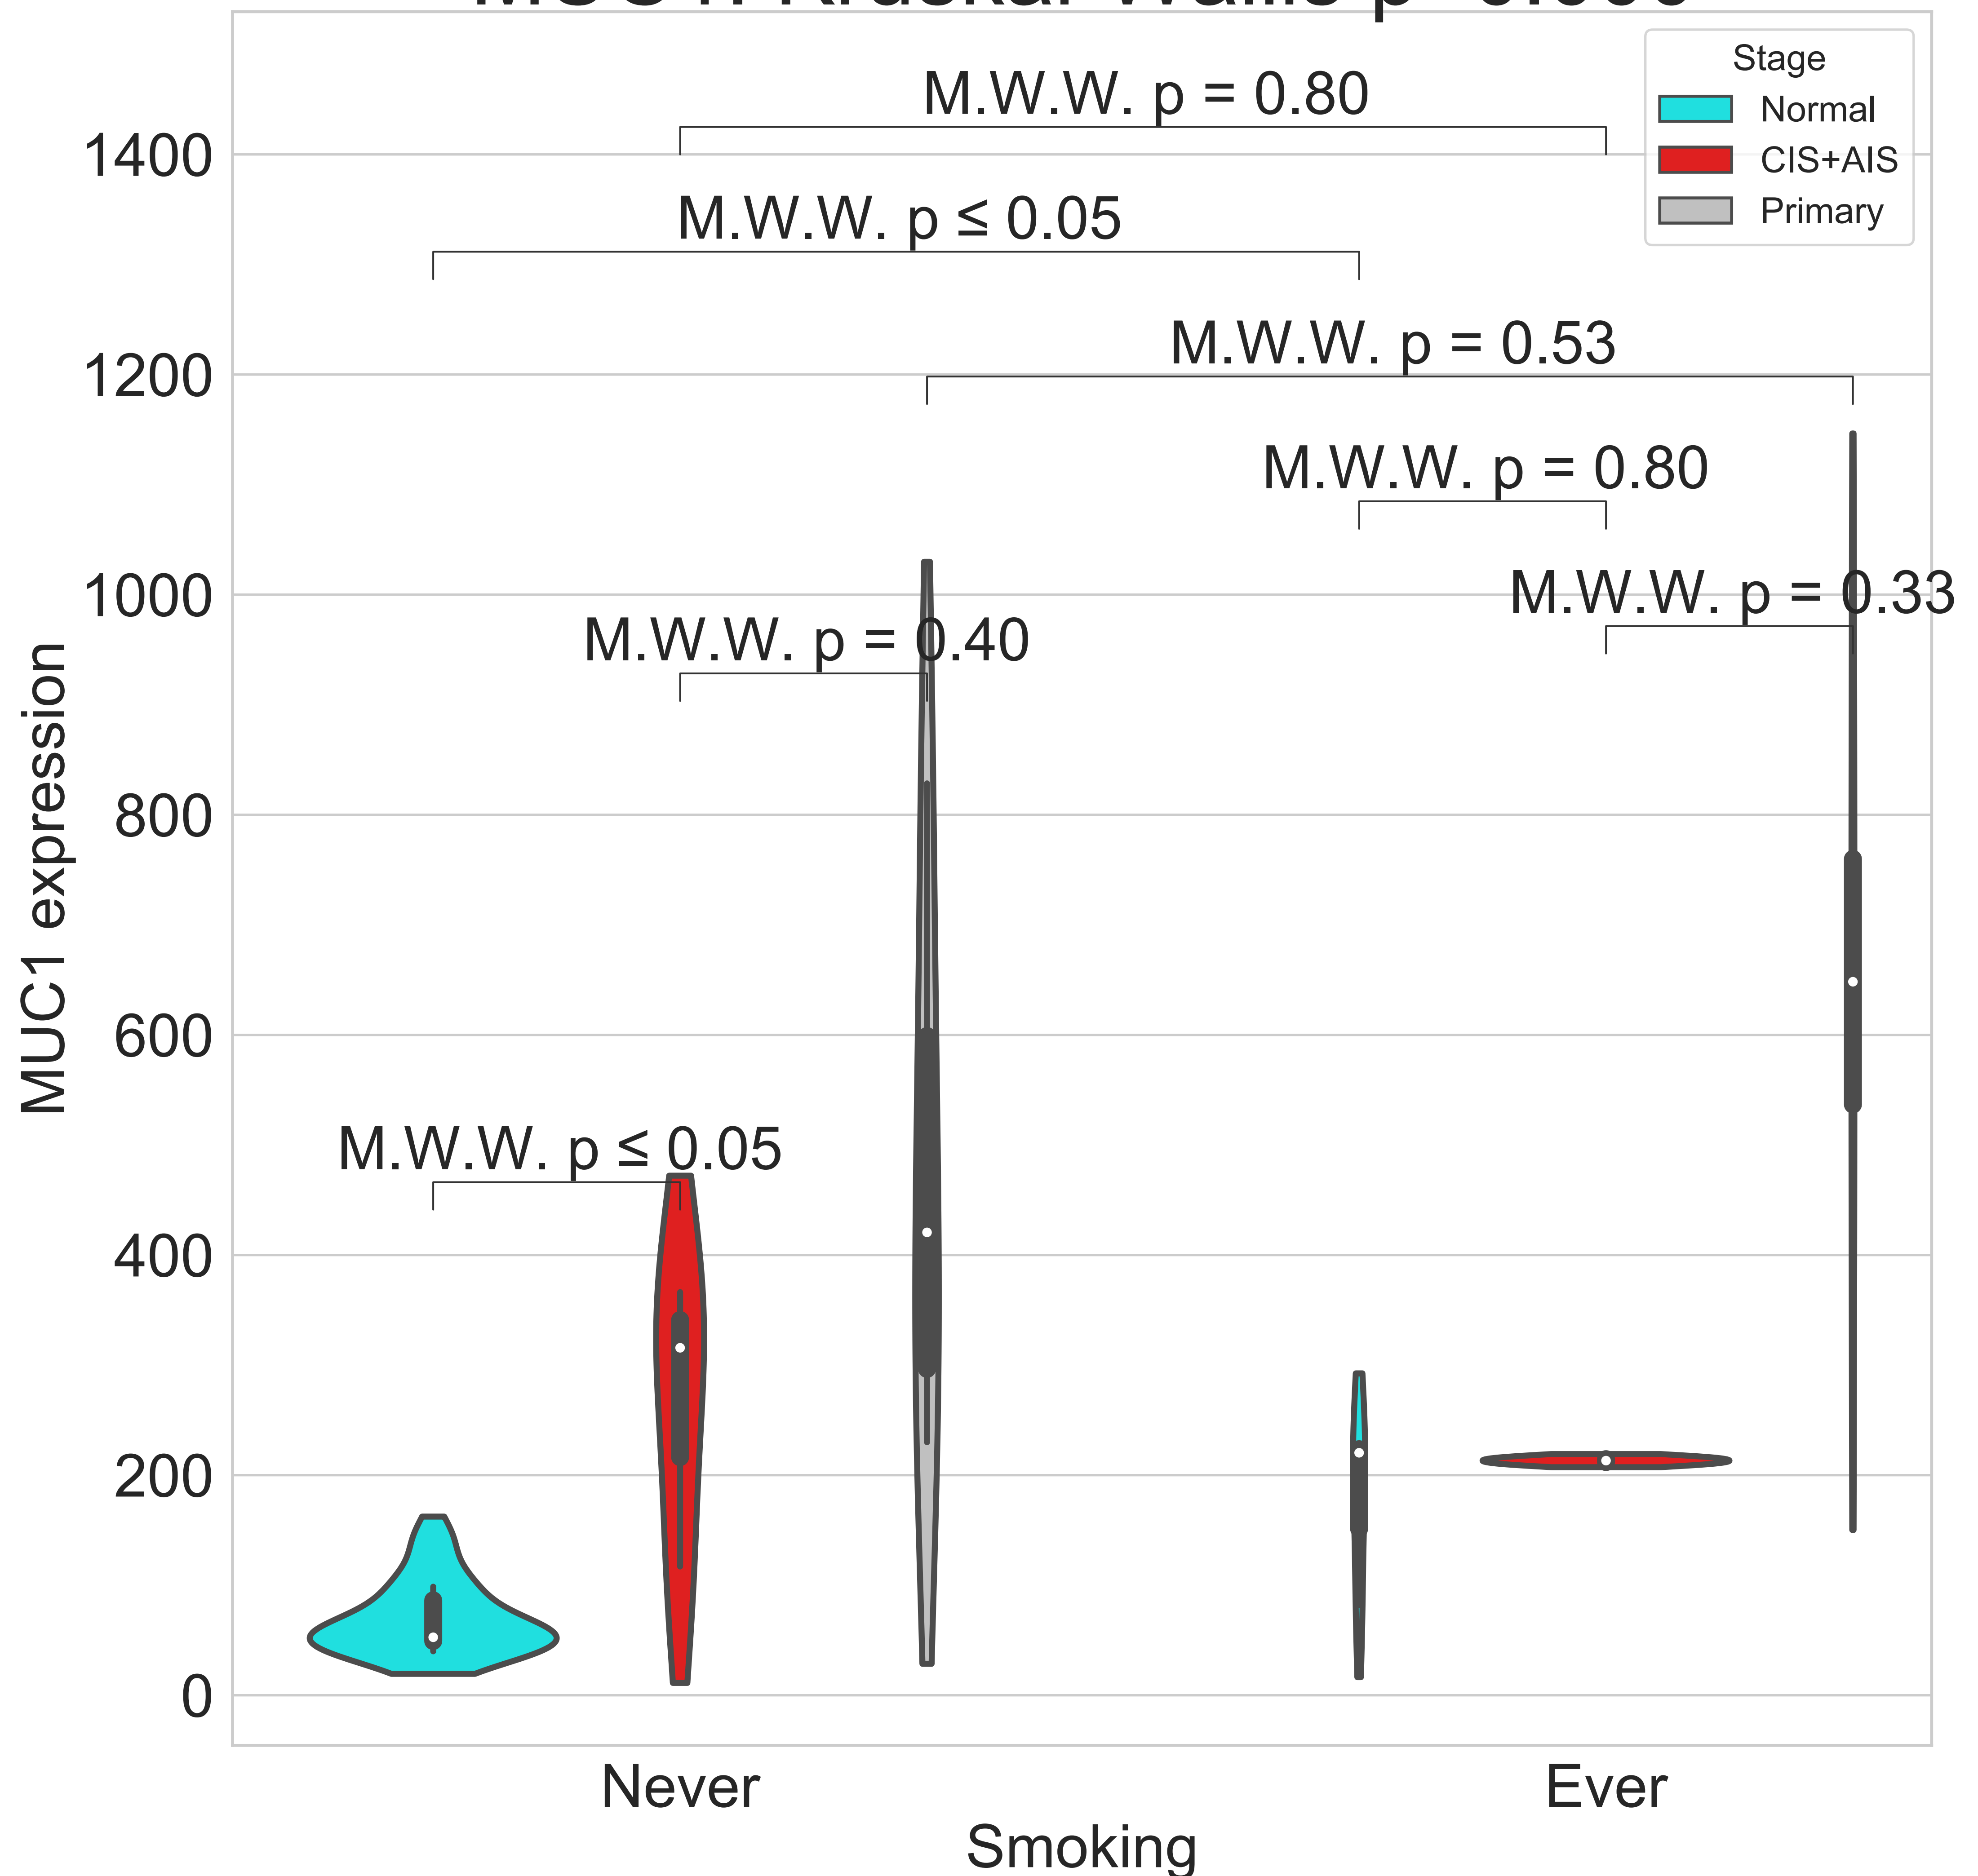 Stage
Normal
CIS+AIS
Primary
M.W.W. p = 0.80
M.W.W. p ≤ 0.05
M.W.W. p = 0.53
M.W.W. p = 0.80
M.W.W. p = 0.33
M.W.W. p = 0.40
M.W.W. p ≤ 0.05
1400
1200
1000
800
600
400
200
0
MUC1 expression
Never
Ever
Smoking